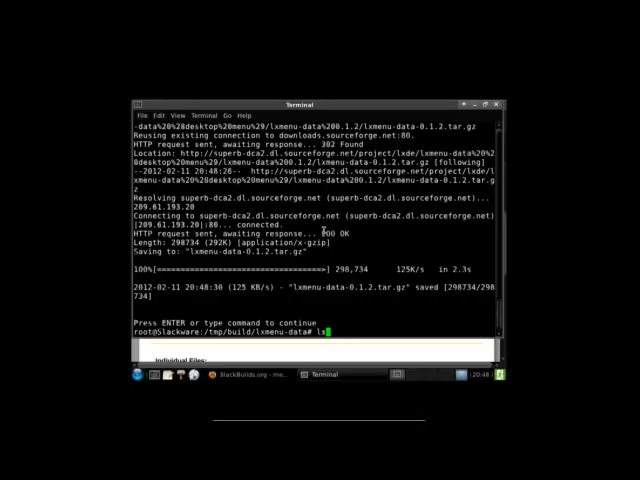 Terminal
File Edit View Terminal Go Help
-data%20%28desktop%20menu%29/lxmenu-data%200.1.2/lxmenu-data-0.1.2.tar.gz
Reusing existing connection to downloads.sourceforge.net:80.
HTTP request sent, awaiting response... 302 Found
Location: http://superb-dca2.dl.sourceforge.net/project/lxde/lxmenu-data%20%2
8desktop%20menu%29/lxmenu-data%200.1.2/lxmenu-data-0.1.2.tar.gz [following]
--2012-02-11 20:48:26-- http://superb-dca2.dl.sourceforge.net/project/lxde/l
xmenu-data%20%28desktop%20menu%29/lxmenu-data%200.1.2/lxmenu-data-0.1.2.tar.g
z
Resolving superb-dca2.dl.sourceforge.net (superb-dca2.dl.sourceforge.net)...
209.61.193.20
Connecting to superb-dca2.dl.sourceforge.net (superb-dca2.dl.sourceforge.net)
|209.61.193.20|:80... connected.
HTTP request sent, awaiting response... 200 OK
Length: 298734 (292K) [application/x-gzip]
Saving to: "lxmenu-data-0.1.2.tar.gz"
100%[======================================>] 298,734 125K/s in 2.3s
2012-02-11 20:48:30 (125 KB/s) - "lxmenu-data-0.1.2.tar.gz" saved [298734/298
734]
Press ENTER or type command to continue
root@Slackware:/tmp/build/lxmenu-data# ls
Individual Files:
SlackBuilds.org - me... Terminal 20:48